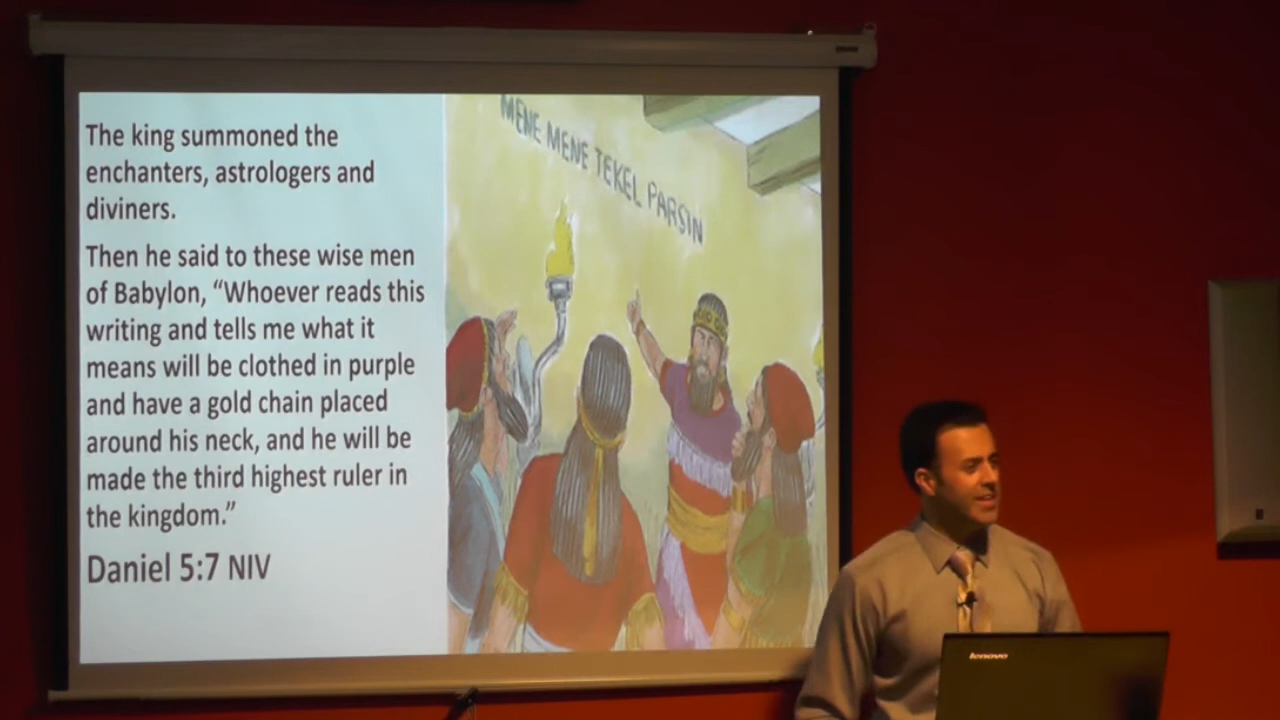 The king summoned the
enchanters, astrologers and
diviners.
Then he said to these wise men
of Babylon, “Whoever reads this
writing and tells me what it
means will be clothed in purple
and have a gold chain placed
around his neck, and he will be
made the third highest ruler in
the kingdom.”
Daniel 5:7 NIV
MENE MENE TEKEL PARSIN
lenovo